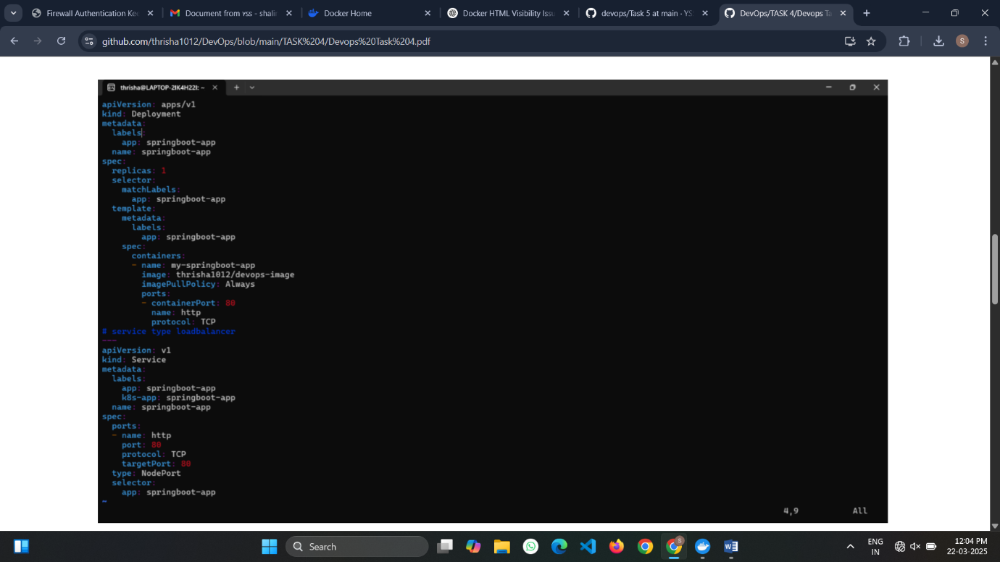 Firewall Authentication Kee
Document from yss - shalin
Docker Home
Docker HTML Visibility Issu
devops/Task 5 at main · YS
DevOps/TASK 4/Devops Ta
github.com/thrisha1012/DevOps/blob/main/TASK%204/Devops%20Task%204.pdf
S
thrisha@LAPTOP-2IK4H22I: ~
apiVersion: apps/v1
kind: Deployment
metadata:
  labels:
    app: springboot-app
  name: springboot-app
spec:
  replicas: 1
  selector:
    matchLabels:
      app: springboot-app
  template:
    metadata:
      labels:
        app: springboot-app
    spec:
      containers:
      - name: my-springboot-app
        image: thrisha1012/devops-image
        imagePullPolicy: Always
        ports:
        - containerPort: 80
          name: http
          protocol: TCP
# service type loadbalancer
---
apiVersion: v1
kind: Service
metadata:
  labels:
    app: springboot-app
    k8s-app: springboot-app
  name: springboot-app
spec:
  ports:
  - name: http
    port: 80
    protocol: TCP
    targetPort: 80
  type: NodePort
  selector:
    app: springboot-app
~
4,9 All
Search
ENG
IN
12:04 PM
22-03-2025